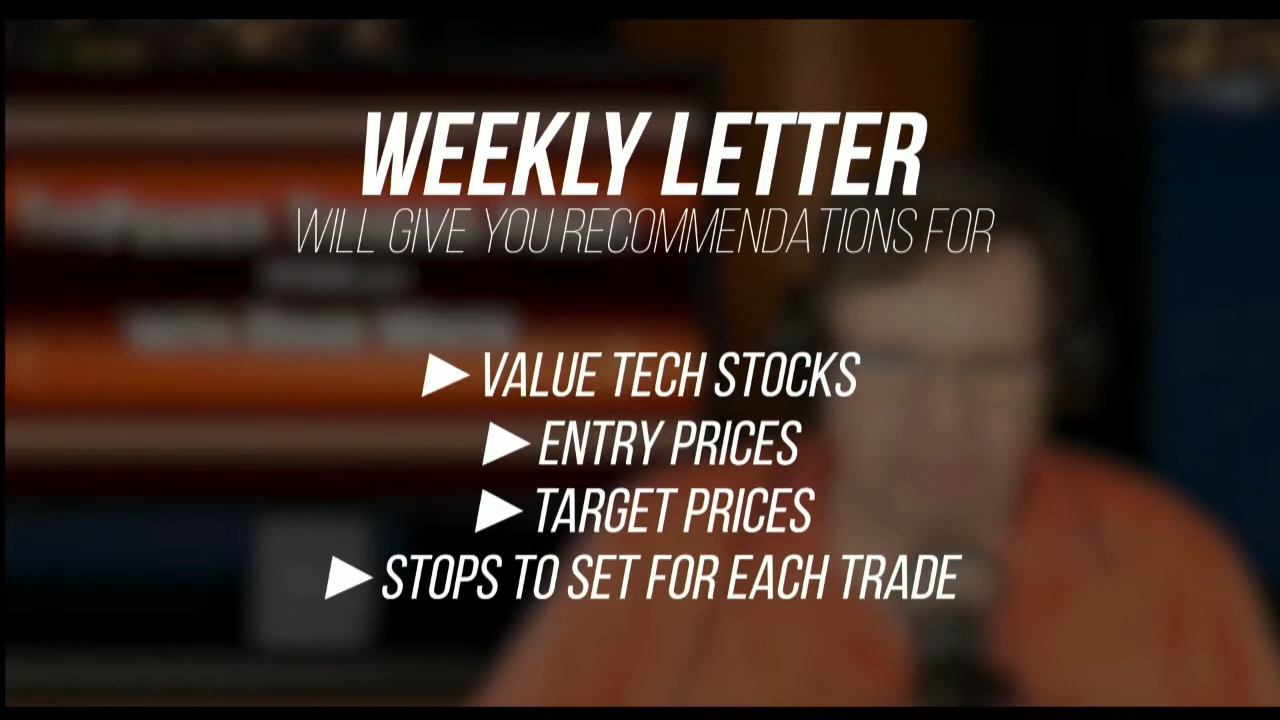 WEEKLY LETTER
WILL GIVE YOU RECOMMENDATIONS FOR
► VALUE TECH STOCKS
► ENTRY PRICES
► TARGET PRICES
► STOPS TO SET FOR EACH TRADE